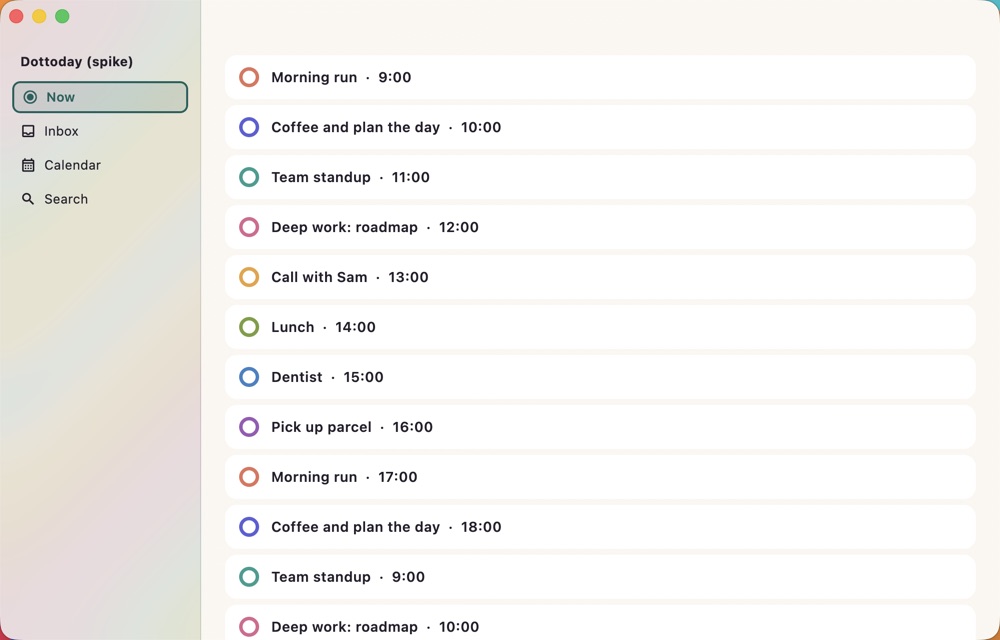 Dottoday (spike)
Now
Inbox
Calendar
Search
Morning run · 9:00
Coffee and plan the day · 10:00
Team standup · 11:00
Deep work: roadmap · 12:00
Call with Sam · 13:00
Lunch · 14:00
Dentist · 15:00
Pick up parcel · 16:00
Morning run · 17:00
Coffee and plan the day · 18:00
Team standup · 9:00
Deep work: roadmap · 10:00